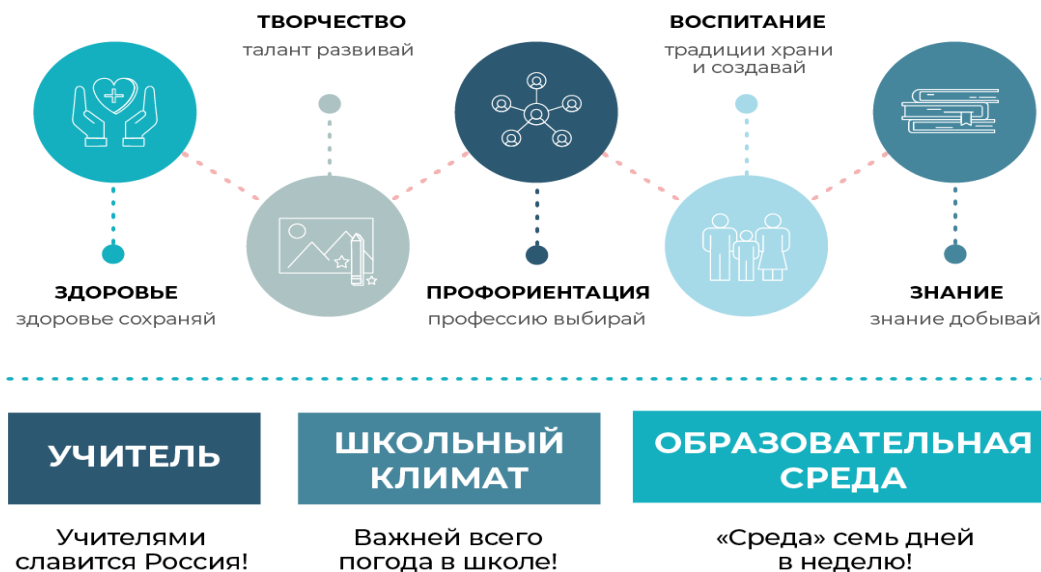 ТВОРЧЕСТВО
талант развивай
ВОСПИТАНИЕ
традиции храни
и создавай
ЗДОРОВЬЕ
здоровье сохраняй
ПРОФОРИЕНТАЦИЯ
профессию выбирай
ЗНАНИЕ
знание добывай
УЧИТЕЛЬ
Учителями
славится Россия!
ШКОЛЬНЫЙ
КЛИМАТ
Важней всего
погода в школе!
ОБРАЗОВАТЕЛЬНАЯ
СРЕДА
«Среда» семь дней
в неделю!